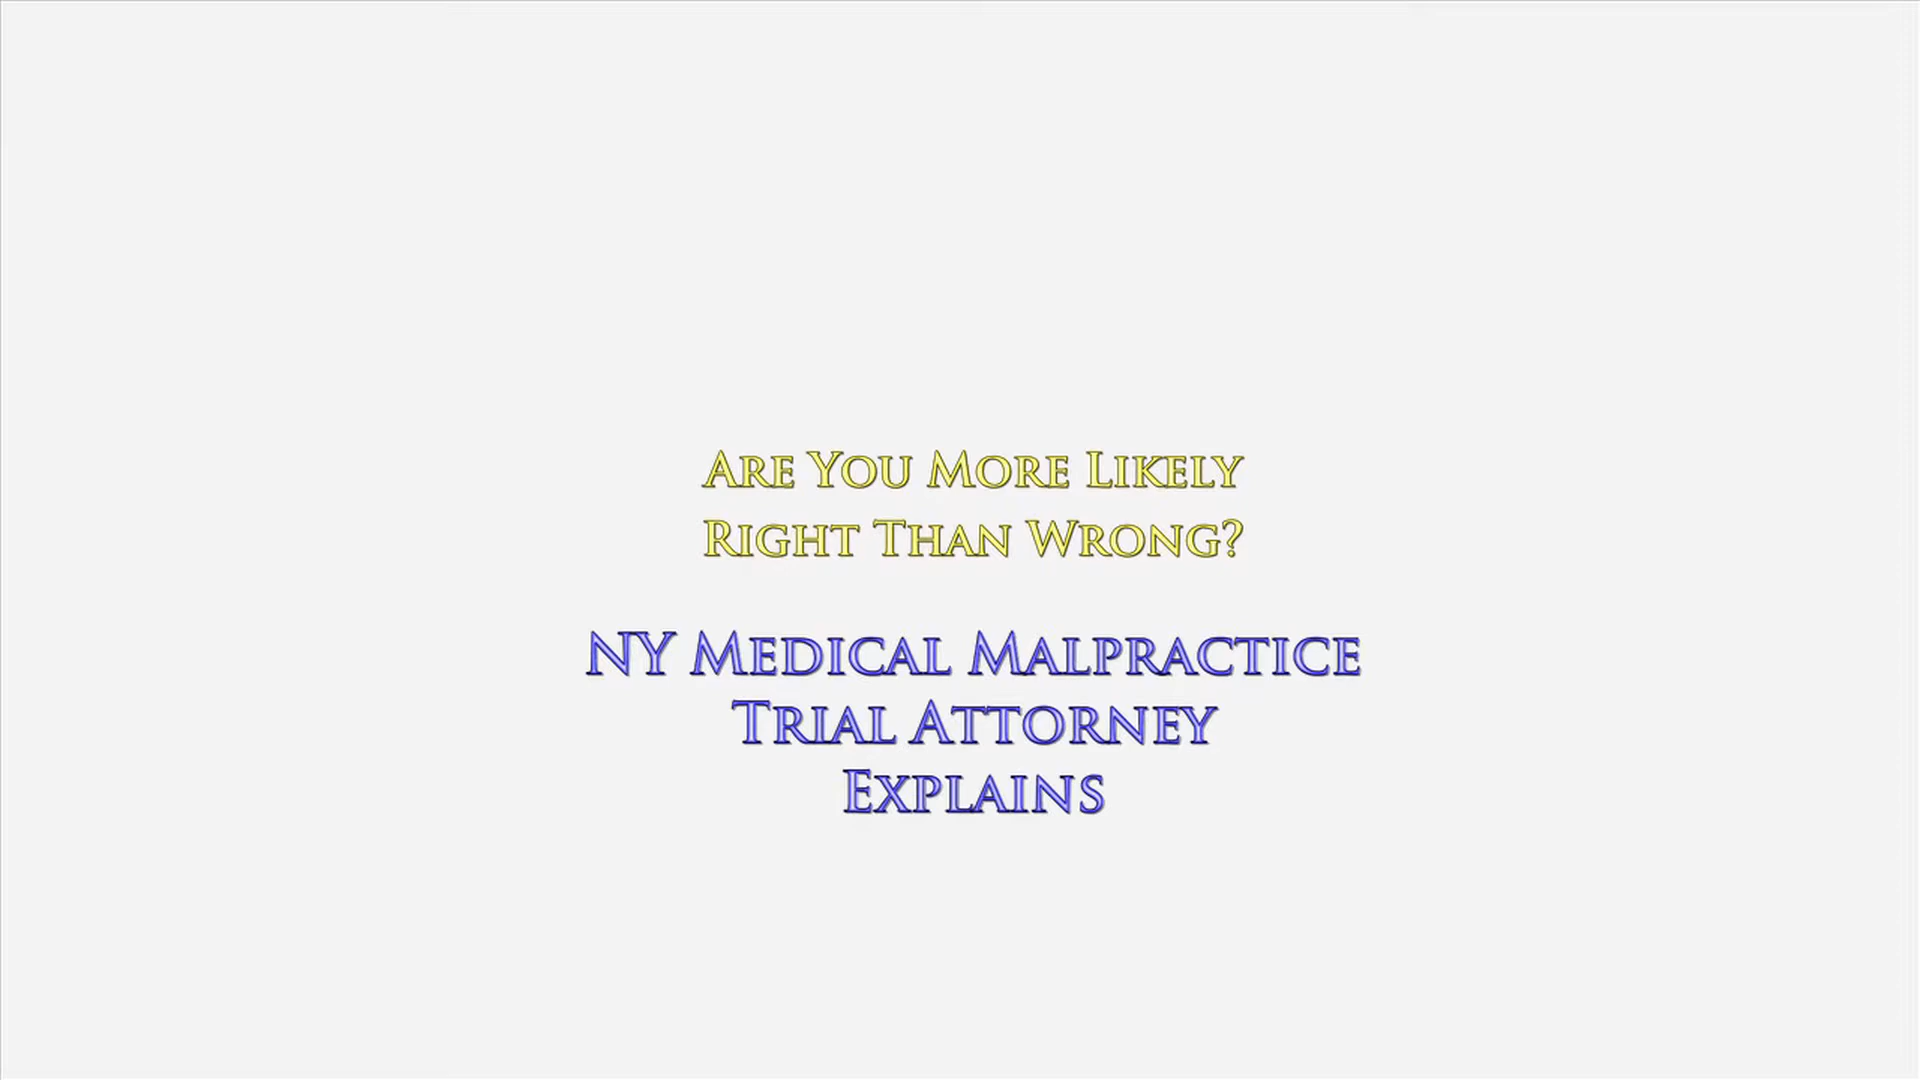 Are You More Likely
Right Than Wrong?
NY Medical Malpractice
Trial Attorney
Explains